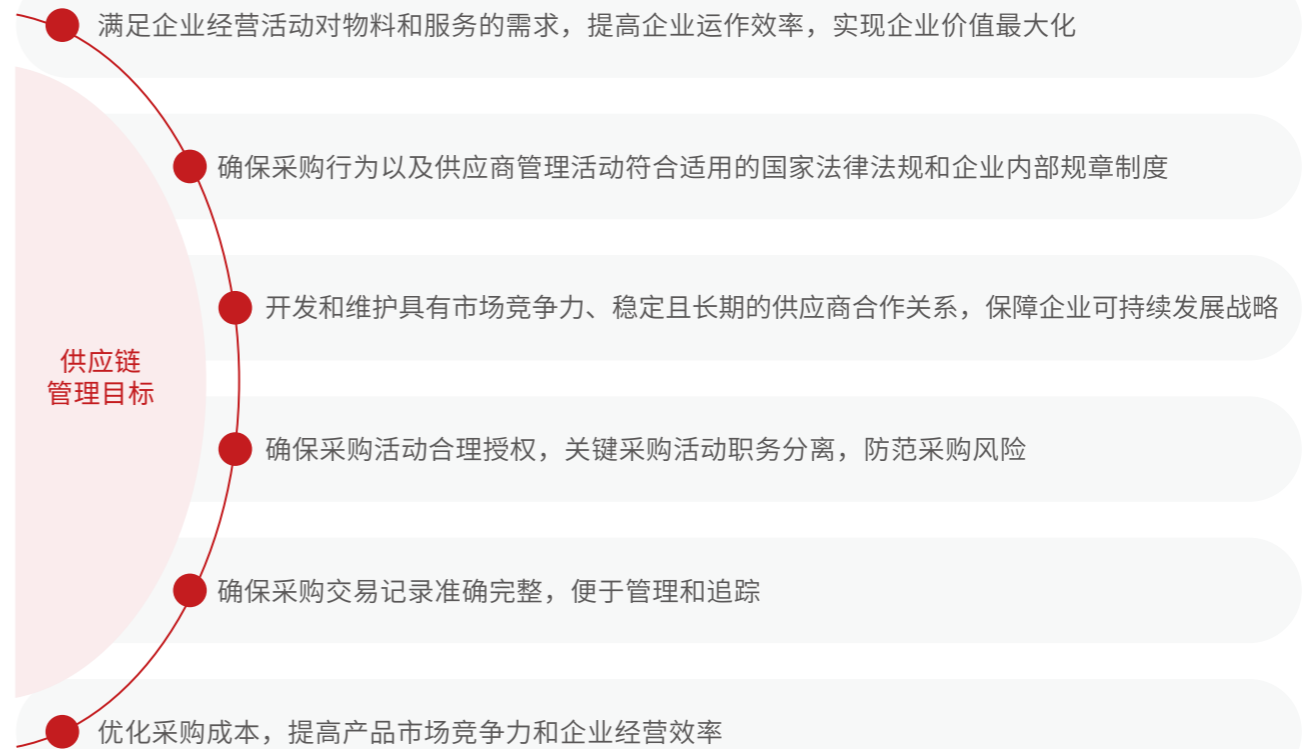 满足企业经营活动对物料和服务的需求，提高企业运作效率，实现企业价值最大化
确保采购行为以及供应商管理活动符合适用的国家法律法规和企业内部规章制度
开发和维护具有市场竞争力、稳定且长期的供应商合作关系，保障企业可持续发展战略
供应链
管理目标
确保采购活动合理授权，关键采购活动职务分离，防范采购风险
确保采购交易记录准确完整，便于管理和追踪
优化采购成本，提高产品市场竞争力和企业经营效率